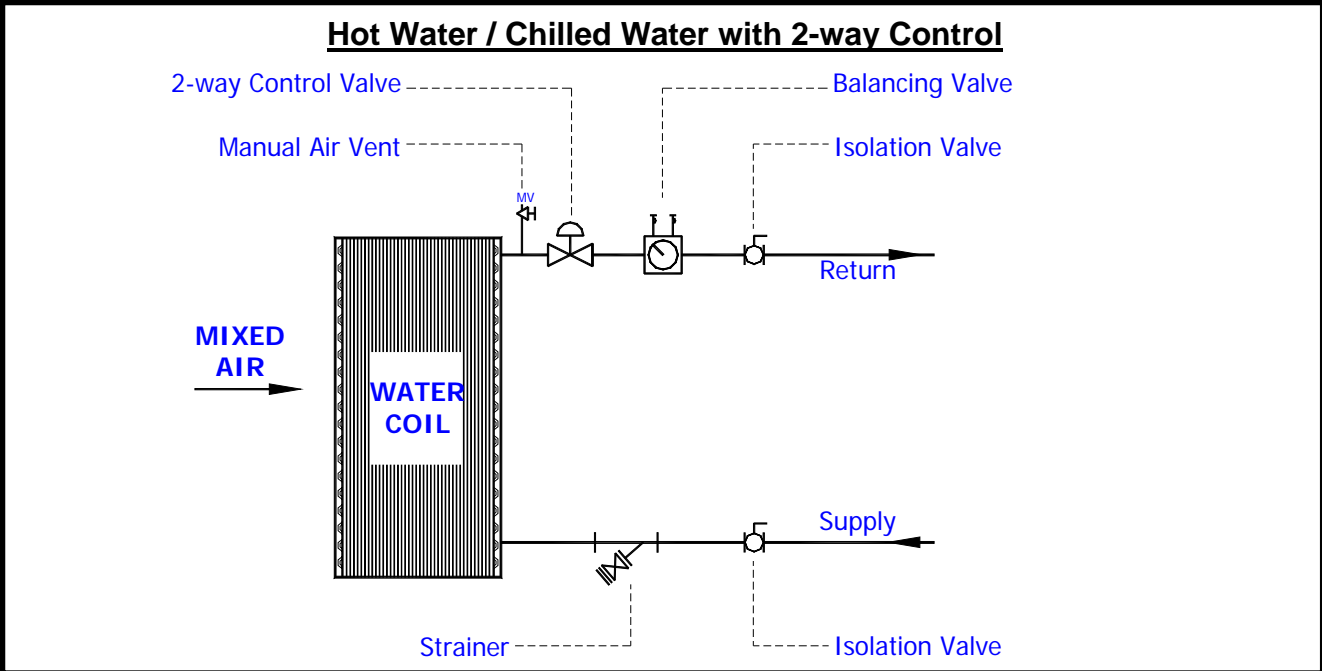 Hot Water / Chilled Water with 2-way Control
2-way Control Valve
Balancing Valve
Manual Air Vent
Isolation Valve
MV
Return
MIXED
AIR
WATER
COIL
Supply
Strainer
Isolation Valve